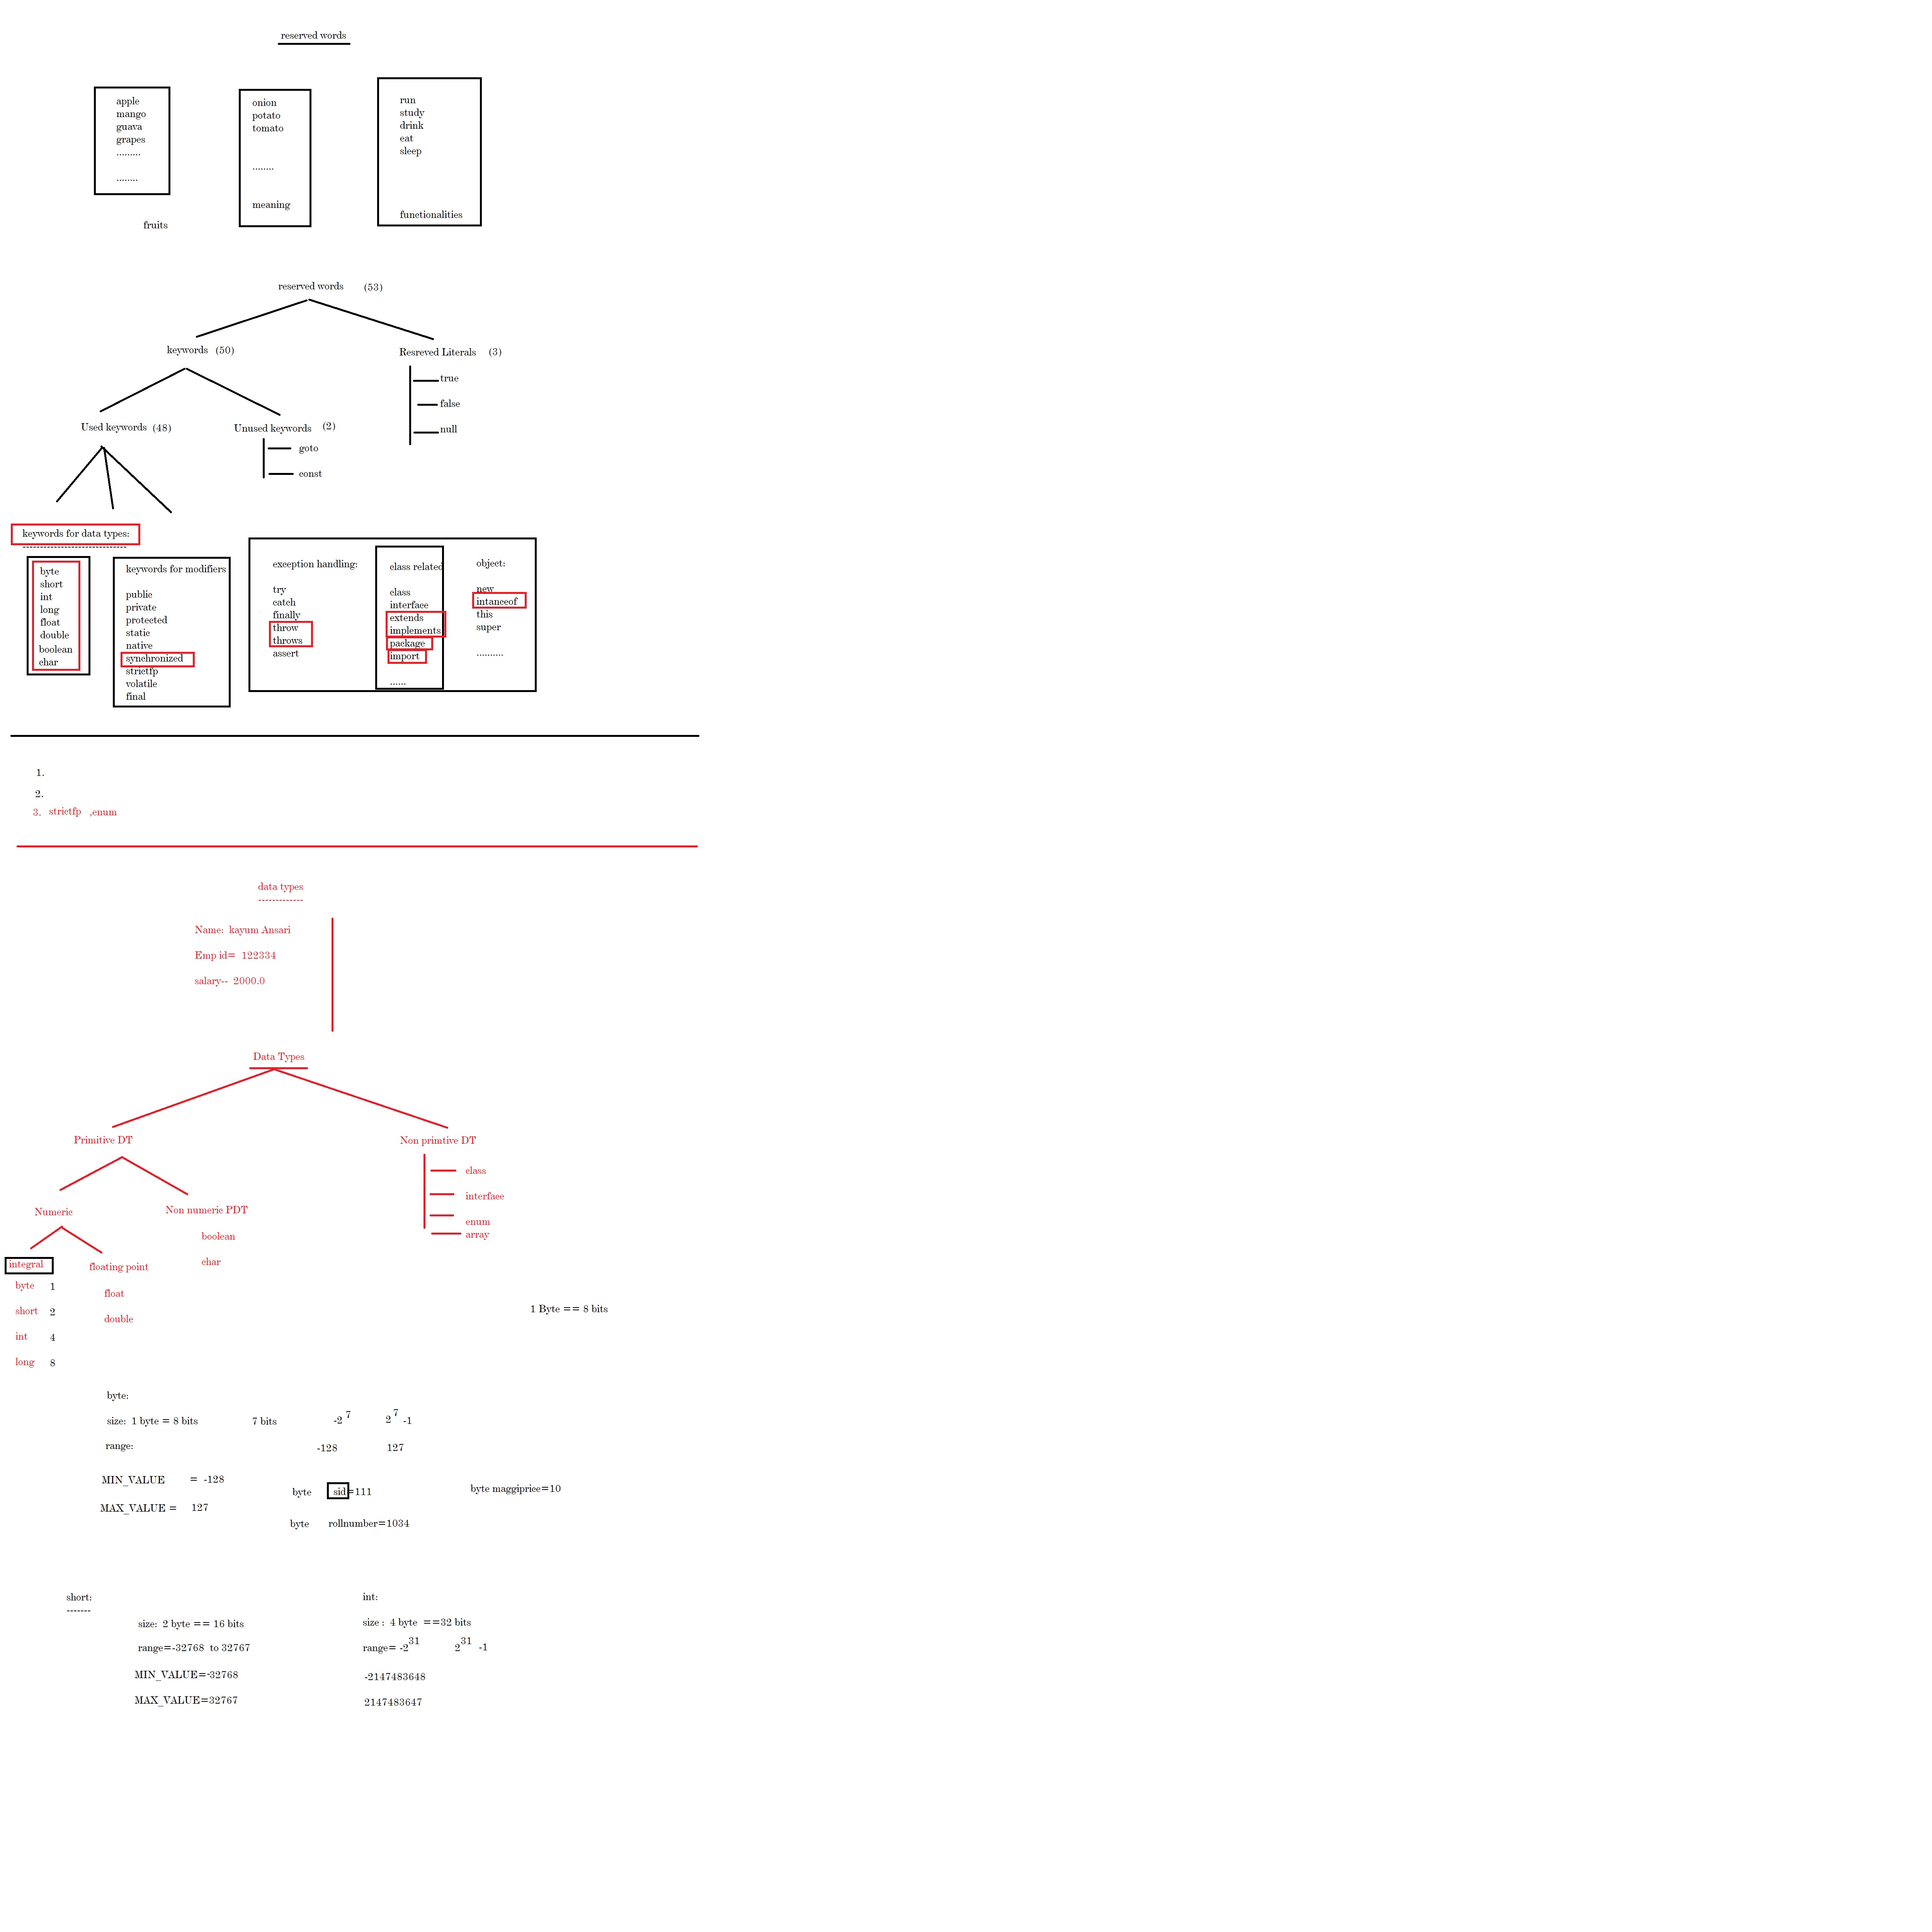 reserved words
apple
mango
guava
grapes
.........
........
fruits
onion
potato
tomato
........
meaning
run
study
drink
eat
sleep
functionalities
reserved words (53)
keywords (50)
Resreved Literals (3)
true
false
null
Used keywords (48)
Unused keywords (2)
goto
const
keywords for data types:
------------------------------
byte
short
int
long
float
double
boolean
char
keywords for modifiers
public
private
protected
static
native
synchronized
strictfp
volatile
final
exception handling:
try
catch
finally
throw
throws
assert
class related
class
interface
extends
implements
package
import
......
object:
new
intanceof
this
super
..........
1.
2.
3. strictfp ,enum
data types
-------------
Name: kayum Ansari
Emp id= 122334
salary-- 2000.0
Data Types
Primitive DT
Non primtive DT
class
interface
enum
array
Numeric
Non numeric PDT
boolean
char
integral
byte 1
short 2
int 4
long 8
floating point
float
double
1 Byte == 8 bits
byte:
size: 1 byte = 8 bits 7 bits -2 7 2 7 -1
range: -128 127
MIN_VALUE = -128
MAX_VALUE = 127
byte sid=111
byte maggiprice=10
byte rollnumber=1034
short:
-------
size: 2 byte == 16 bits
range=-32768 to 32767
MIN_VALUE=-32768
MAX_VALUE=32767
int:
size : 4 byte ==32 bits
range= -2 31 2 31 -1
-2147483648
2147483647